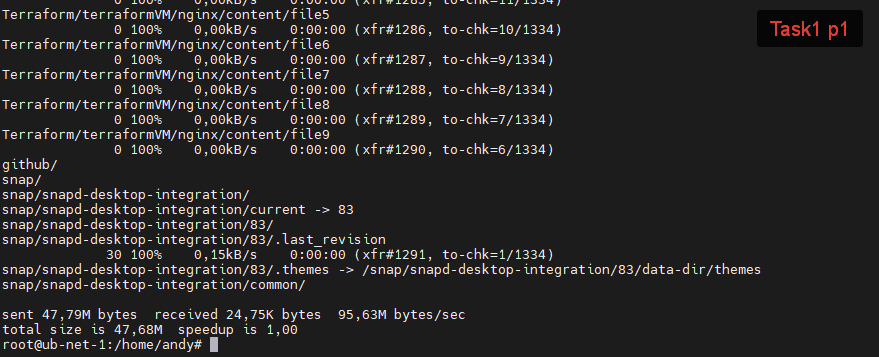 0 100%    0,00kB/s    0:00:00 (xfr#1285, to-chk=11/1334)
Terraform/terraformVM/nginx/content/file5
0 100%    0,00kB/s    0:00:00 (xfr#1286, to-chk=10/1334)
Terraform/terraformVM/nginx/content/file6
0 100%    0,00kB/s    0:00:00 (xfr#1287, to-chk=9/1334)
Terraform/terraformVM/nginx/content/file7
0 100%    0,00kB/s    0:00:00 (xfr#1288, to-chk=8/1334)
Terraform/terraformVM/nginx/content/file8
0 100%    0,00kB/s    0:00:00 (xfr#1289, to-chk=7/1334)
Terraform/terraformVM/nginx/content/file9
0 100%    0,00kB/s    0:00:00 (xfr#1290, to-chk=6/1334)
github/
snap/
snap/snapd-desktop-integration/
snap/snapd-desktop-integration/current -> 83
snap/snapd-desktop-integration/83/
snap/snapd-desktop-integration/83/.last_revision
30 100%    0,15kB/s    0:00:00 (xfr#1291, to-chk=1/1334)
snap/snapd-desktop-integration/83/.themes -> /snap/snapd-desktop-integration/83/data-dir/themes
snap/snapd-desktop-integration/common/
sent 47,79M bytes  received 24,75K bytes  95,63M bytes/sec
total size is 47,68M  speedup is 1,00
root@ub-net-1:/home/andy#
Task1 p1